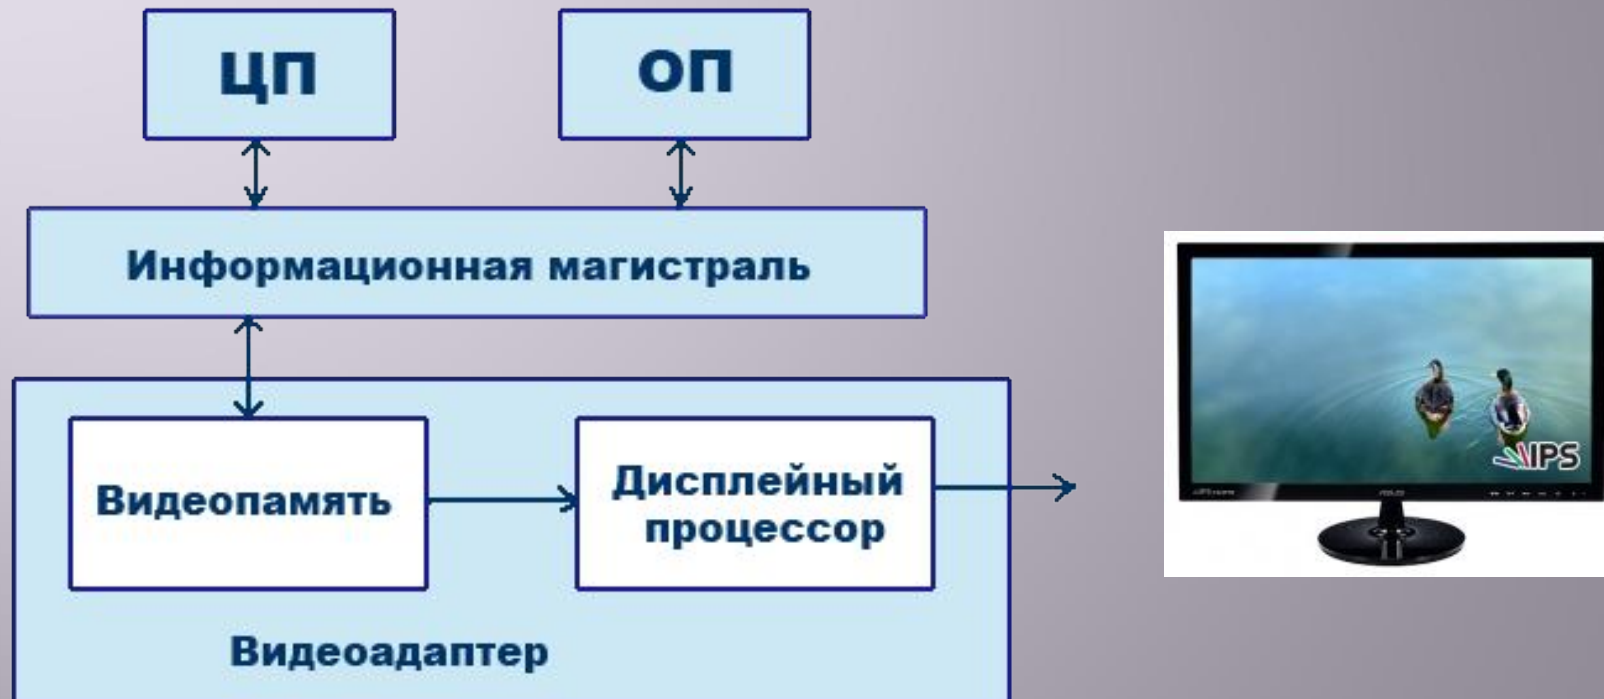 ЦП
ОП
Информационная магистраль
Видеопамять
Дисплейный
процессор
Видеоадаптер
IPS